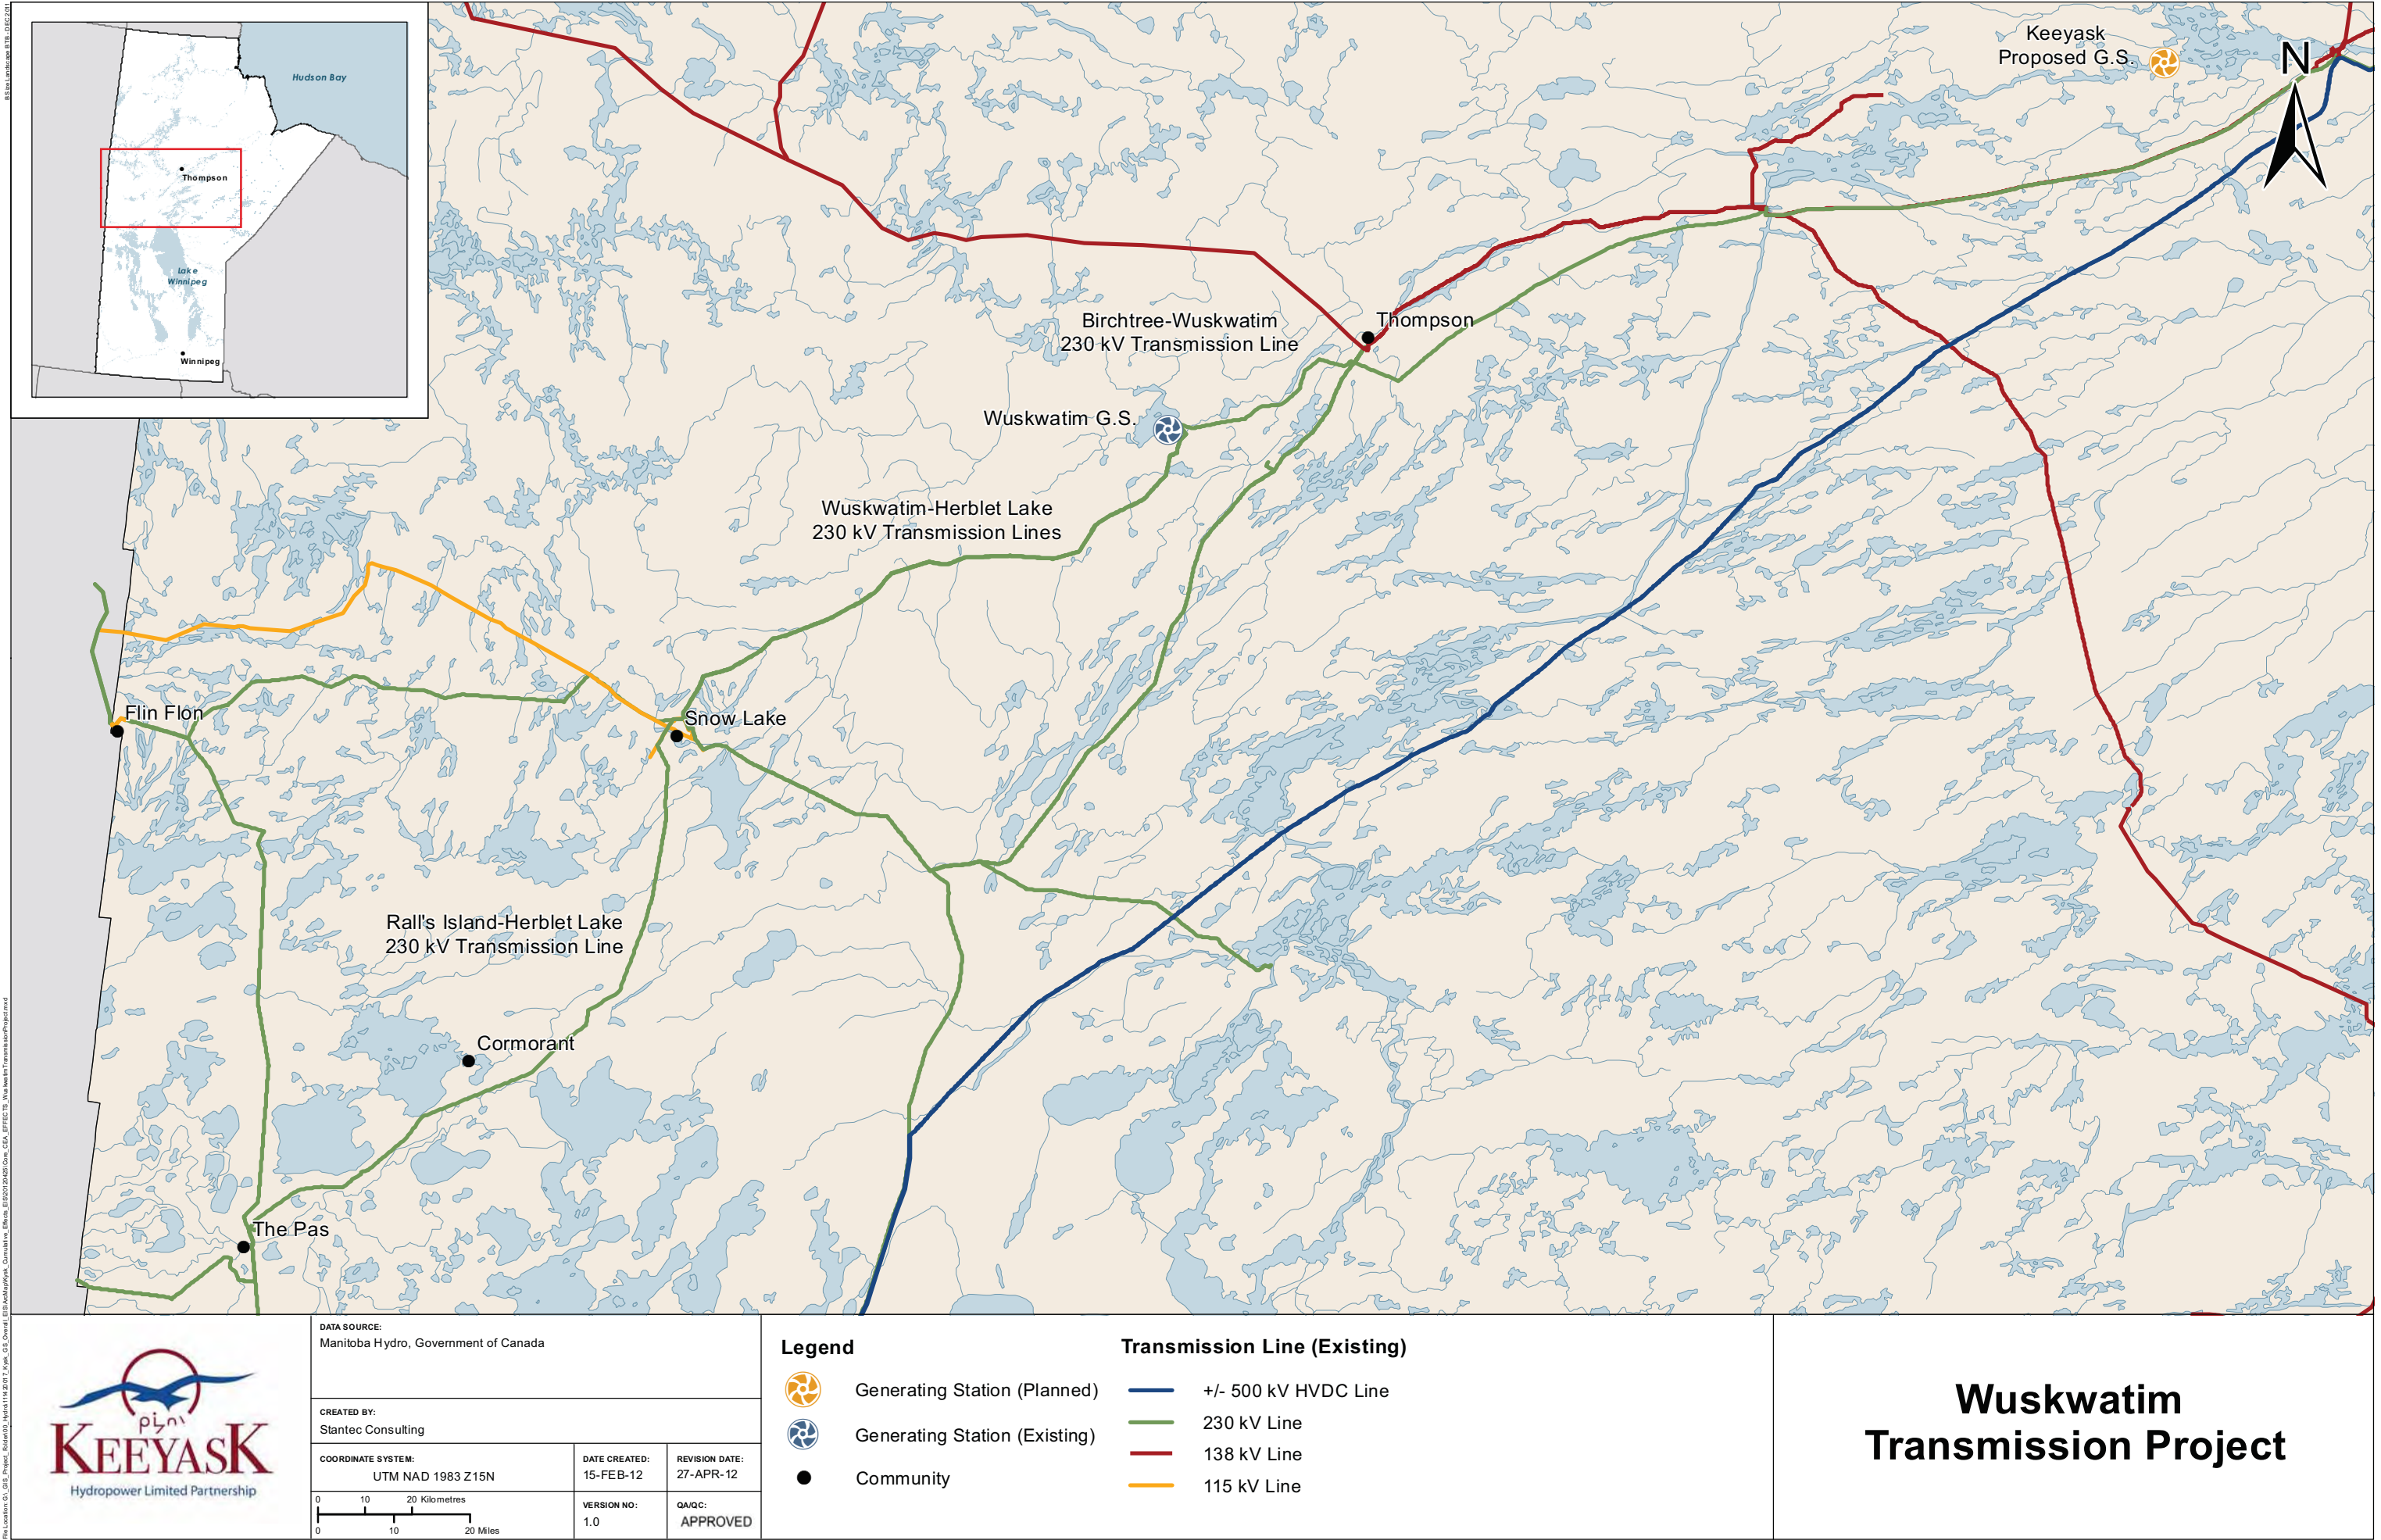 Hudson Bay
Thompson
Lake
Winnipeg
Winnipeg
Keeyask
Proposed G.S.
N
Birchtree-Wuskwatim
230 kV Transmission Line
Thompson
Wuskwatim G.S.
Wuskwatim-Herblet Lake
230 kV Transmission Lines
Flin Flon
Snow Lake
Rall's Island-Herblet Lake
230 kV Transmission Line
Cormorant
The Pas
KEEYASK
Hydropower Limited Partnership
DATA SOURCE:
Manitoba Hydro, Government of Canada
CREATED BY:
Stantec Consulting
COORDINATE SYSTEM:
UTM NAD 1983 Z15N
DATE CREATED:
15-FEB-12
REVISION DATE:
27-APR-12
0 10 20 Kilometres
0 10 20 Miles
VERSION NO:
1.0
QA/QC:
APPROVED
Legend
Generating Station (Planned)
Generating Station (Existing)
Community
Transmission Line (Existing)
+/- 500 kV HVDC Line
230 kV Line
138 kV Line
115 kV Line
Wuskwatim
Transmission Project